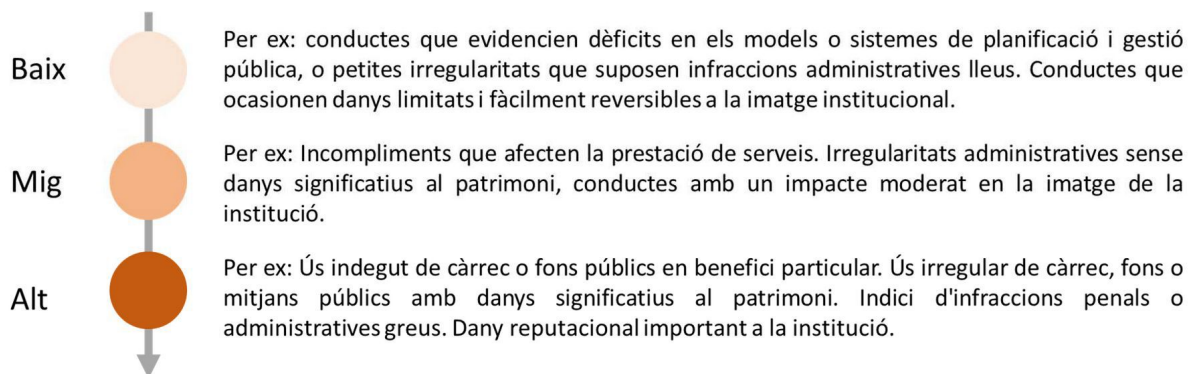 Baix
Per ex: conductes que evidencien dèficits en els models o sistemes de planificació i gestió
pública, o petites irregularitats que suposen infraccions administratives lleus. Conductes que
ocasionen danys limitats i fàcilment reversibles a la imatge institucional.
Mig
Per ex: Incompliments que afecten la prestació de serveis. Irregularitats administratives sense
danys significatius al patrimoni, conductes amb un impacte moderat en la imatge de la
institució.
Alt
Per ex: Ús indegut de càrrec o fons públics en benefici particular. Ús irregular de càrrec, fons o
mitjans públics amb danys significatius al patrimoni. Indici d'infraccions penals o
administratives greus. Dany reputacional important a la institució.